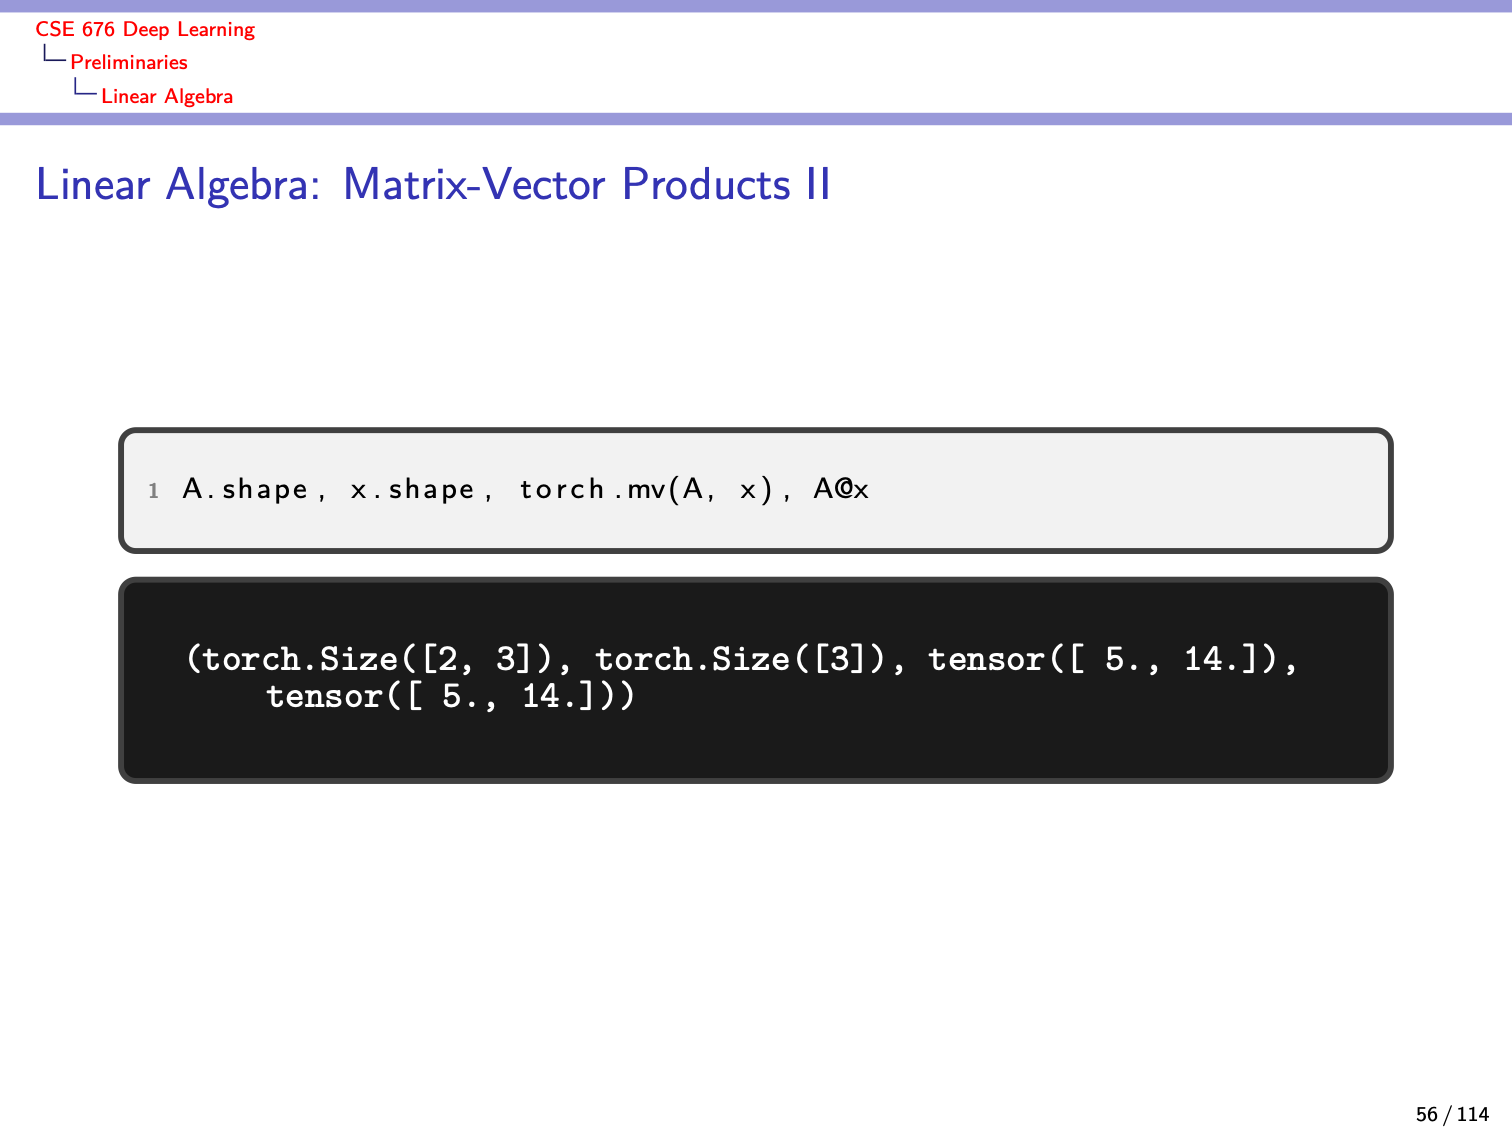 CSE 676 Deep Learning
Preliminaries
Linear Algebra
Linear Algebra: Matrix-Vector Products II
1 A.shape, x.shape, torch.mv(A, x), A@x
(torch.Size([2, 3]), torch.Size([3]), tensor([ 5., 14.]),
tensor([ 5., 14.]))
56 / 114